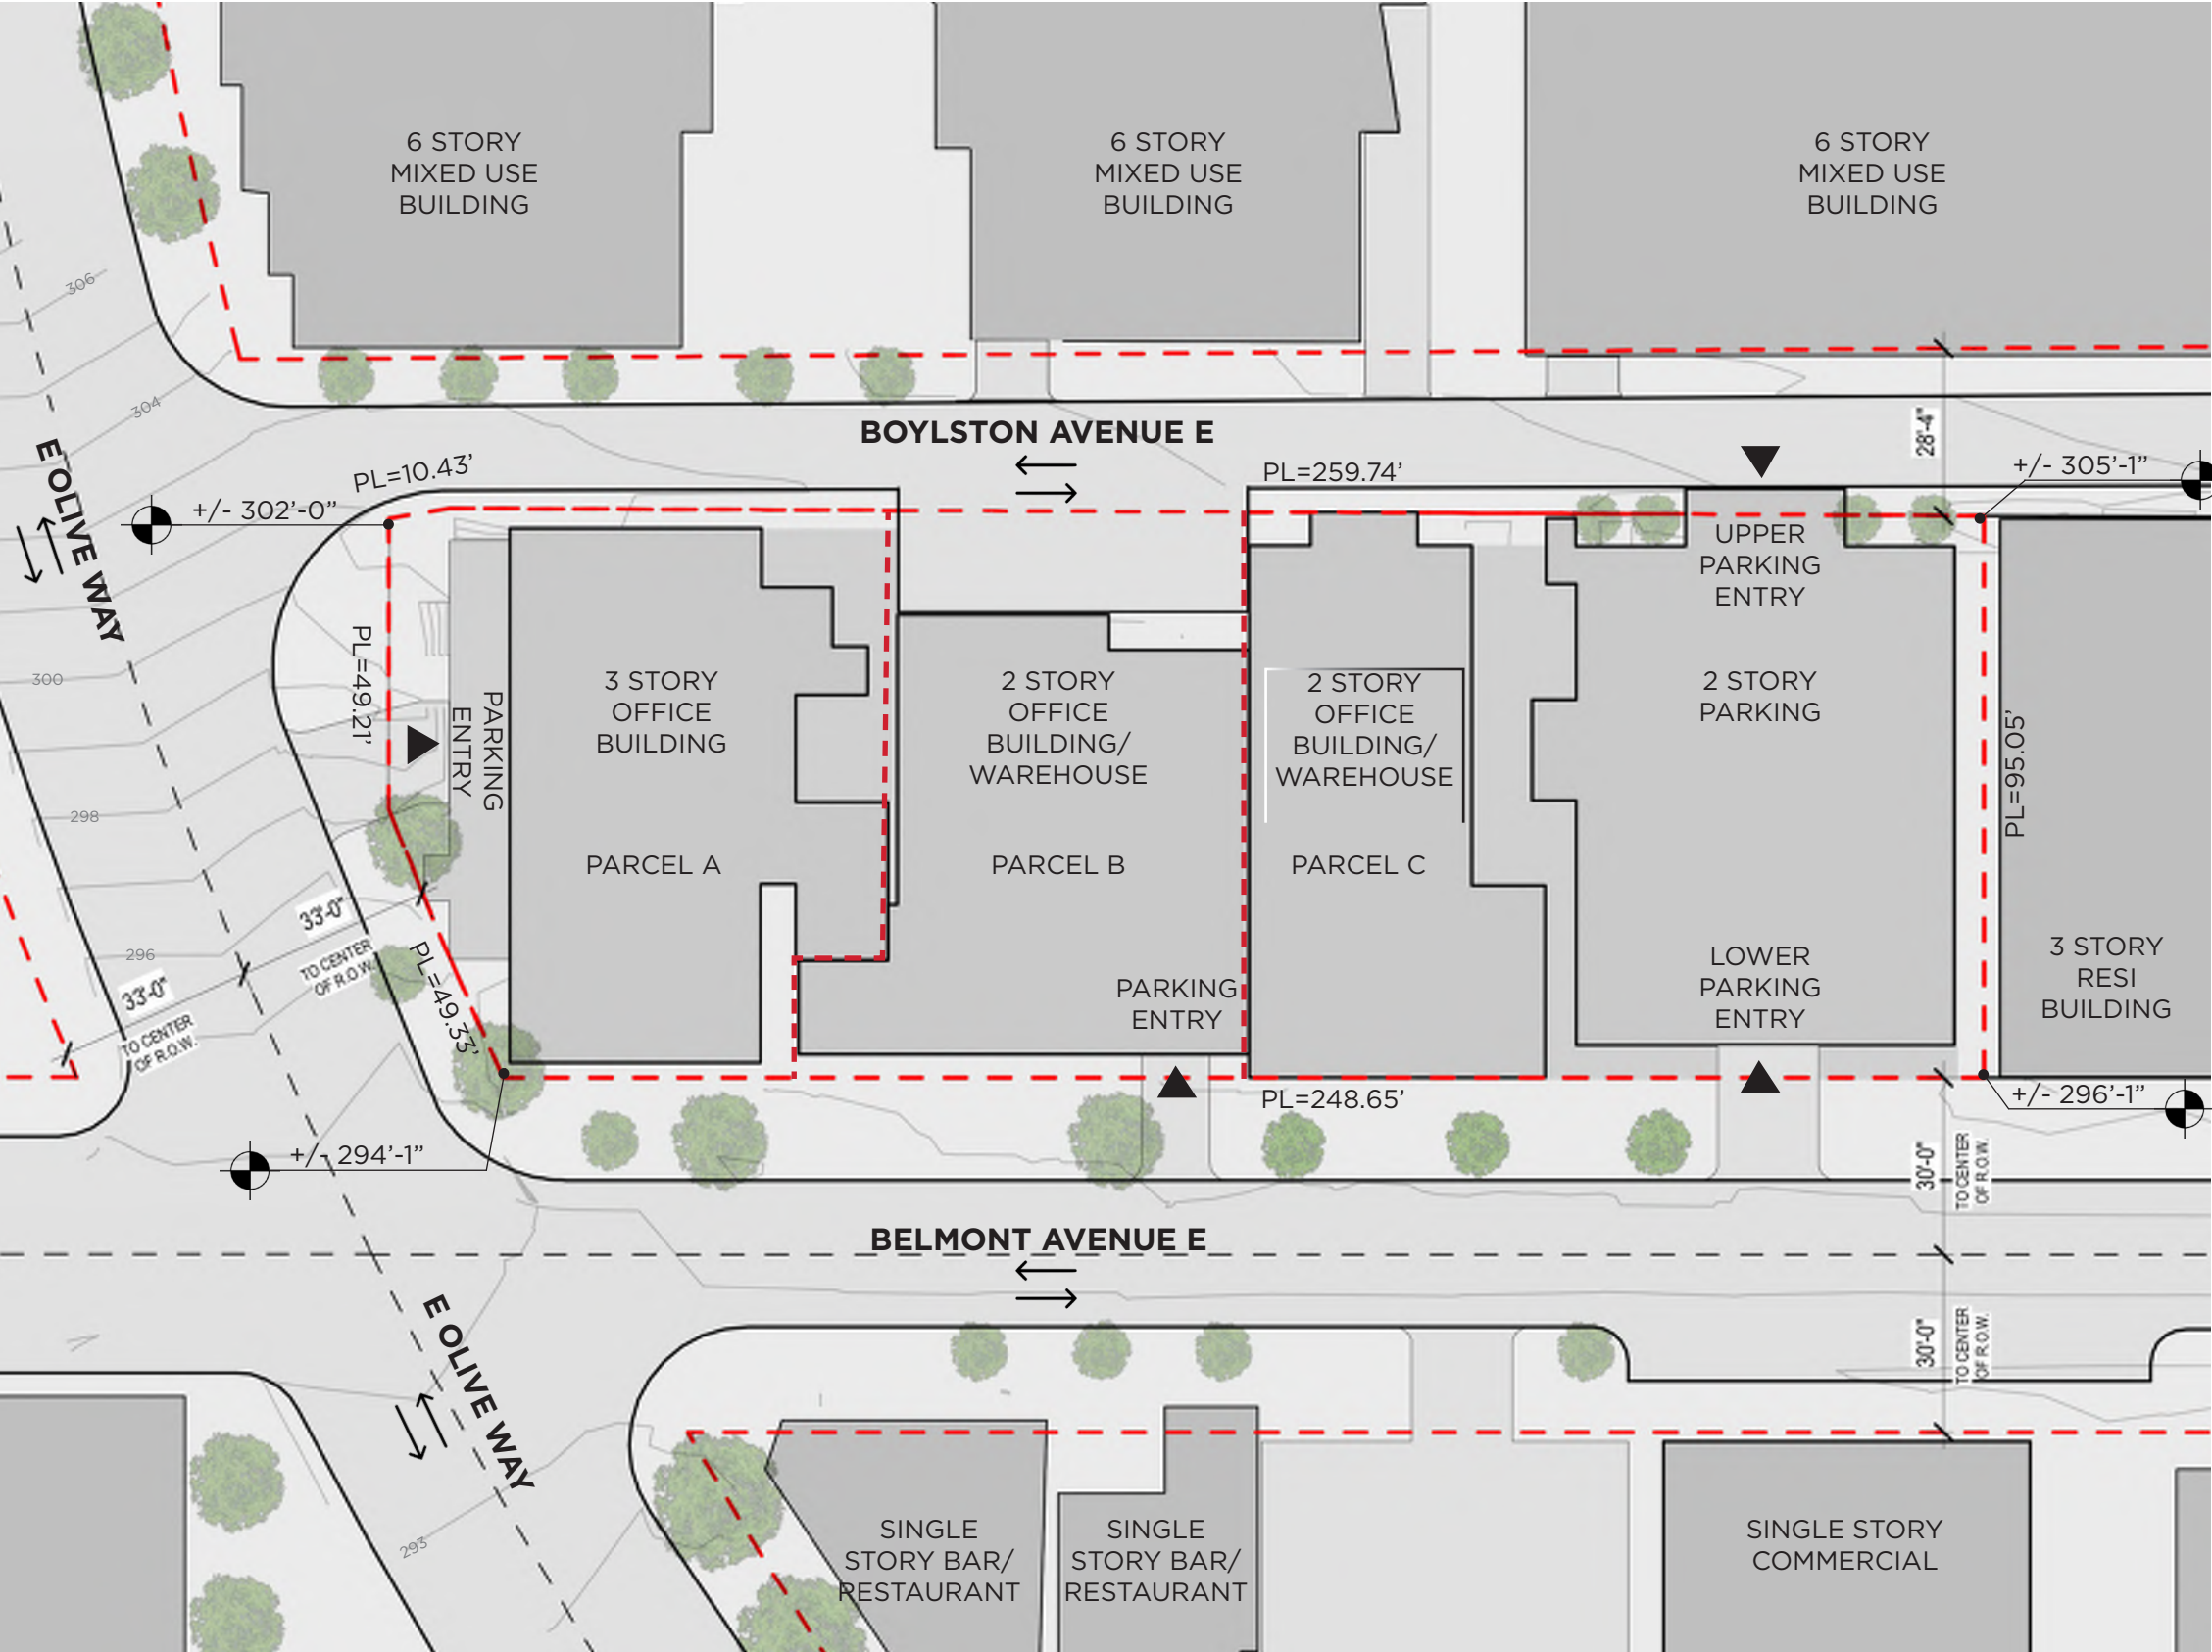 6 STORY
MIXED USE
BUILDING
6 STORY
MIXED USE
BUILDING
6 STORY
MIXED USE
BUILDING
306
304
BOYLSTON AVENUE E
28'-4"
E OLIVE WAY
PL=10.43’
PL=259.74’
+/- 305’-1”
+/- 302’-0”
UPPER
PARKING
ENTRY
PL=49.21’
300
PARKING
ENTRY
3 STORY
OFFICE
BUILDING
2 STORY
OFFICE
BUILDING/
WAREHOUSE
2 STORY
OFFICE
BUILDING/
WAREHOUSE
2 STORY
PARKING
PL=95.05’
298
PARCEL A
PARCEL B
PARCEL C
33'-0"
TO CENTER
OF R.O.W.
296
33'-0"
TO CENTER
OF R.O.W.
PL=49.33’
PARKING
ENTRY
LOWER
PARKING
ENTRY
3 STORY
RESI
BUILDING
PL=248.65’
+/- 296’-1”
+/- 294’-1”
30'-0"
TO CENTER
OF R.O.W.
BELMONT AVENUE E
E OLIVE WAY
30'-0"
TO CENTER
OF R.O.W.
293
SINGLE
STORY BAR/
RESTAURANT
SINGLE
STORY BAR/
RESTAURANT
SINGLE STORY
COMMERCIAL